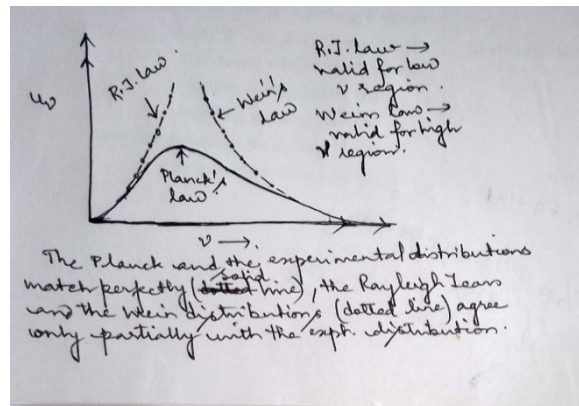 R.J. law.
uν
Wein's
Law
Planck's
law
ν →.
R.J. law →
valid for low
ν region.
Wein law →
valid for high
ν region.
The Planck and the experimental distributions
match perfectly (solid line), the Rayleigh Jeans
and the Wein distributions (dotted line) agree
only partially with the expt. distribution.